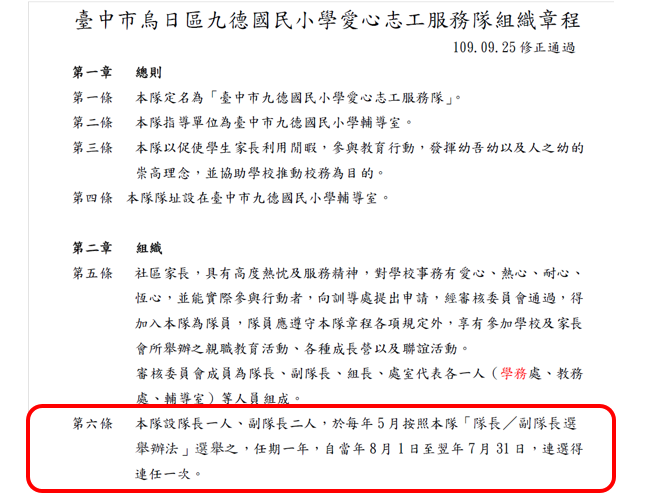 臺中市烏日區九德國民小學愛心志工服務隊組織章程
109.09.25 修正通過
第一章 總則
第一條 本隊定名為「臺中市九德國民小學愛心志工服務隊」。
第二條 本隊指導單位為臺中市九德國民小學輔導室。
第三條 本隊以促使學生家長利用閒暇，參與教育行動，發揮幼吾幼以及人之幼的
崇高理念，並協助學校推動校務為目的。
第四條 本隊隊址設在臺中市九德國民小學輔導室。
第二章 組織
第五條 社區家長，具有高度熱忱及服務精神，對學校事務有愛心、熱心、耐心、
恆心，並能實際參與行動者，向訓導處提出申請，經審核委員會通過，得
加入本隊為隊員，隊員應遵守本隊章程各項規定外，享有參加學校及家長
會所舉辦之親職教育活動、各種成長營以及聯誼活動。
審核委員會成員為隊長、副隊長、組長、處室代表各一人（學務處、教務
處、輔導室）等人員組成。
第六條 本隊設隊長一人、副隊長二人，於每年 5 月按照本隊「隊長／副隊長選
舉辦法」選舉之，任期一年，自當年 8 月 1 日至翌年 7 月 31 日，連選得
連任一次。